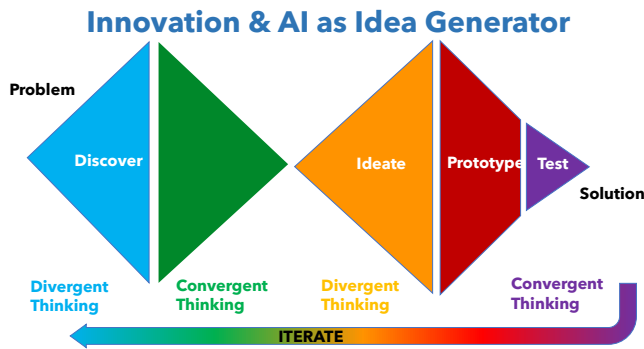 Innovation & AI as Idea Generator
Problem
Discover
Ideate
Prototype
Test
Solution
Divergent
Thinking
Convergent
Thinking
Divergent
Thinking
Convergent
Thinking
ITERATE